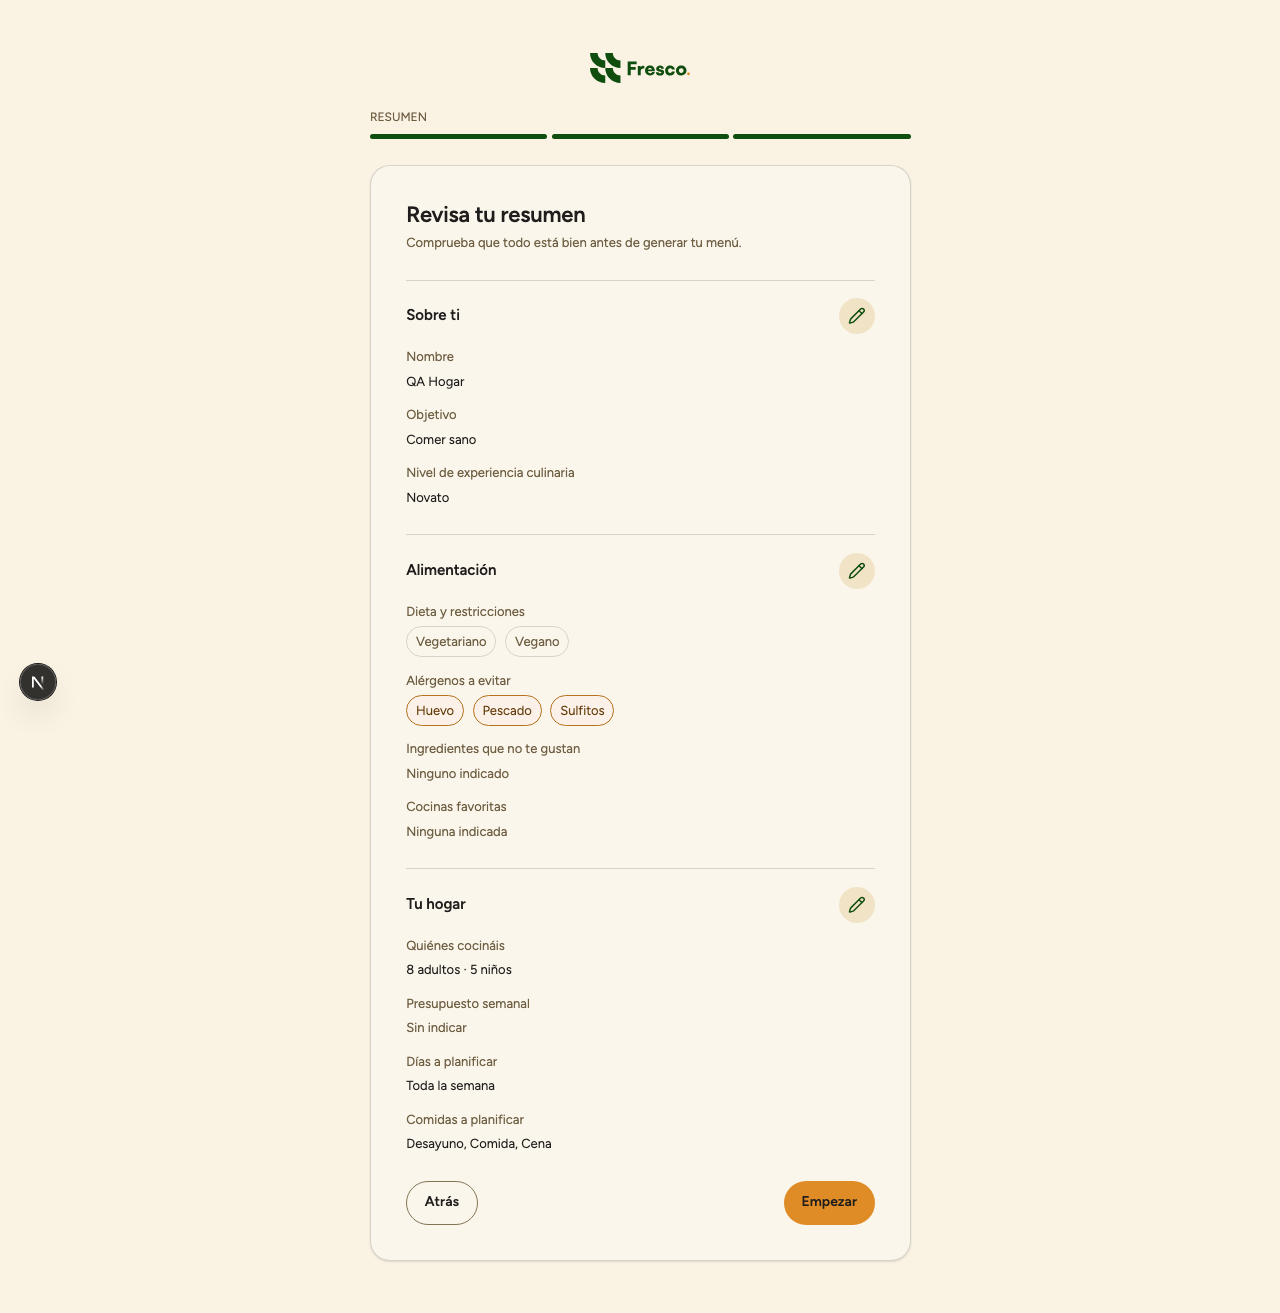 Fresco.
RESUMEN
Revisa tu resumen
Comprueba que todo está bien antes de generar tu menú.
Sobre ti
Nombre
QA Hogar
Objetivo
Comer sano
Nivel de experiencia culinaria
Novato
Alimentación
Dieta y restricciones
Vegetariano Vegano
Alérgenos a evitar
Huevo Pescado Sulfitos
Ingredientes que no te gustan
Ninguno indicado
Cocinas favoritas
Ninguna indicada
N
Tu hogar
Quiénes cocináis
8 adultos · 5 niños
Presupuesto semanal
Sin indicar
Días a planificar
Toda la semana
Comidas a planificar
Desayuno, Comida, Cena
Atrás Empezar